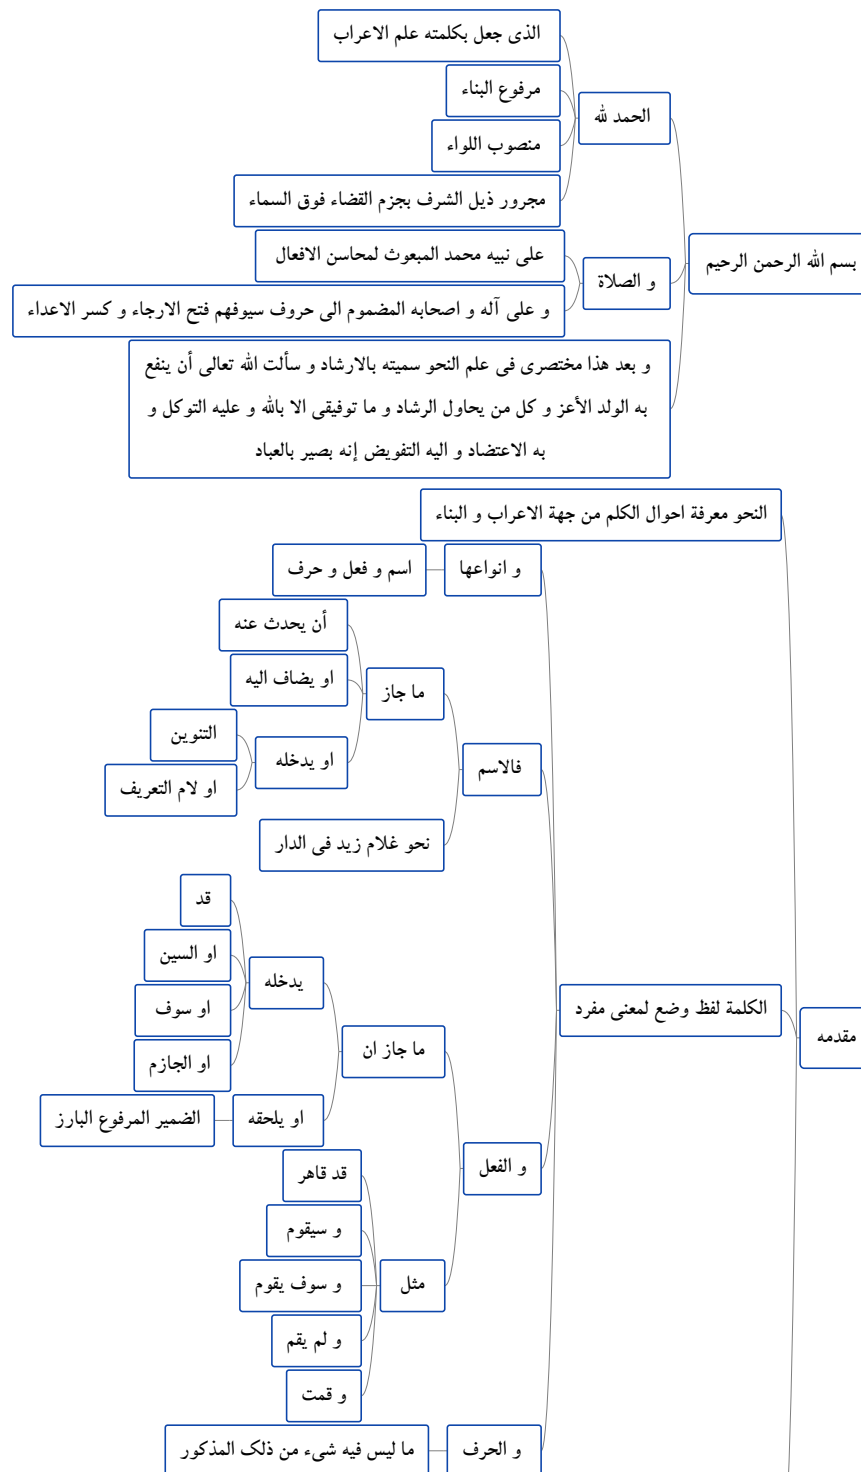 بسم الله الرحمن الرحيم
الحمد لله
الذى جعل بكلمته علم الاعراب
مرفوع البناء
منصوب اللواء
مجرور ذيل الشرف بجزم القضاء فوق السماء
و الصلاة
على نبيه محمد المبعوث لمحاسن الافعال
و على آله و اصحابه المضموم الى حروف سيوفهم فتح الارجاء و كسر الاعداء
و بعد هذا مختصرى فى علم النحو سميته بالارشاد و سألت الله تعالى أن ينفع
به الولد الأعز و كل من يحاول الرشاد و ما توفيقى الا بالله و عليه التوكل و
به الاعتضاد و اليه التفويض إنه بصير بالعباد
مقدمه
النحو معرفة احوال الكلم من جهة الاعراب و البناء
الكلمة لفظ وضع لمعنى مفرد
و انواعها
اسم و فعل و حرف
فالاسم
ما جاز
أن يحدث عنه
او يضاف اليه
او يدخله
التنوين
او لام التعريف
نحو غلام زيد فى الدار
و الفعل
ما جاز ان
يدخله
قد
او السين
او سوف
او الجازم
او يلحقه
الضمير المرفوع البارز
مثل
قد قاهر
و سيقوم
و سوف يقوم
و لم يقم
و قمت
و الحرف
ما ليس فيه شىء من ذلک المذكور